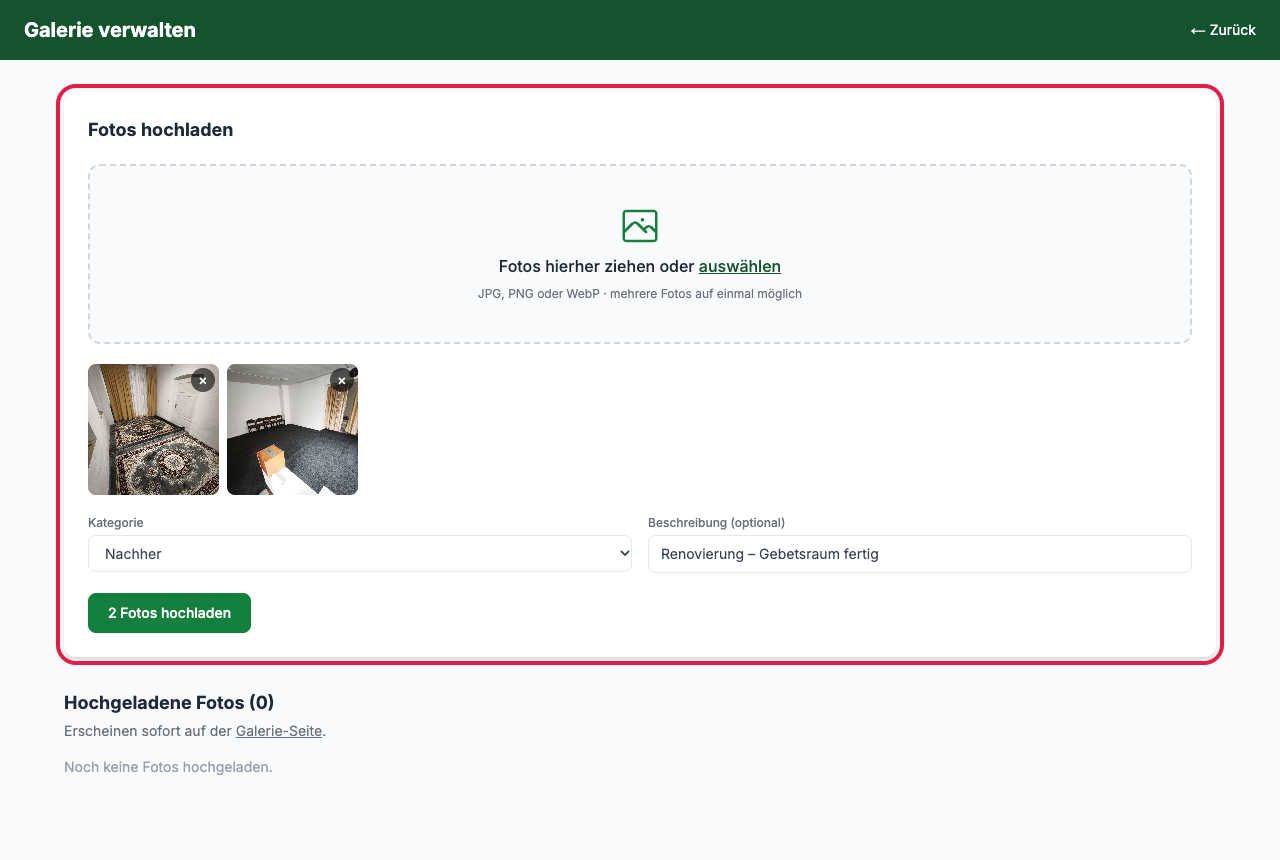 Galerie verwalten
← Zurück
Fotos hochladen
Fotos hierher ziehen oder auswählen
JPG, PNG oder WebP · mehrere Fotos auf einmal möglich
×
×
Kategorie
Beschreibung (optional)
Nachher
Renovierung – Gebetsraum fertig
2 Fotos hochladen
Hochgeladene Fotos (0)
Erscheinen sofort auf der Galerie-Seite.
Noch keine Fotos hochgeladen.